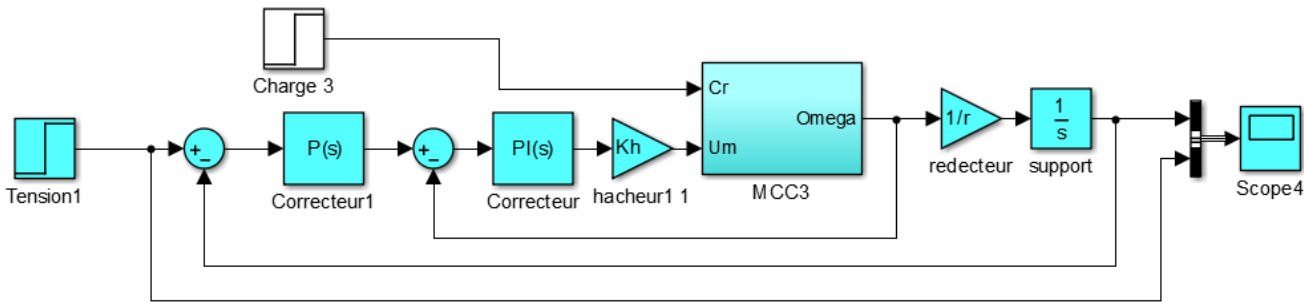 Charge 3
Tension1
+
−
P(s)
Correcteur1
+
−
PI(s)
Correcteur
Kh
hacheur1 1
Cr
Um
Omega
MCC3
1/r
redecteur
1
s
support
Scope4